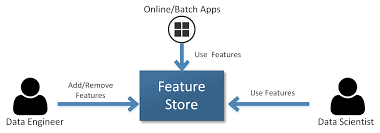 Online/Batch Apps
Use Features
Add/Remove
Features
Feature
Store
Use Features
Data Engineer
Data Scientist